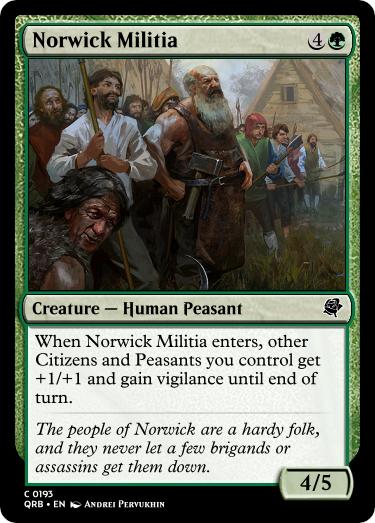 Norwick Militia 4
Creature — Human Peasant
When Norwick Militia enters, other
Citizens and Peasants you control get
+1/+1 and gain vigilance until end of
turn.
The people of Norwick are a hardy folk,
and they never let a few brigands or
assassins get them down.
4/5
C 0193
QRB • EN Andrei Pervukhin